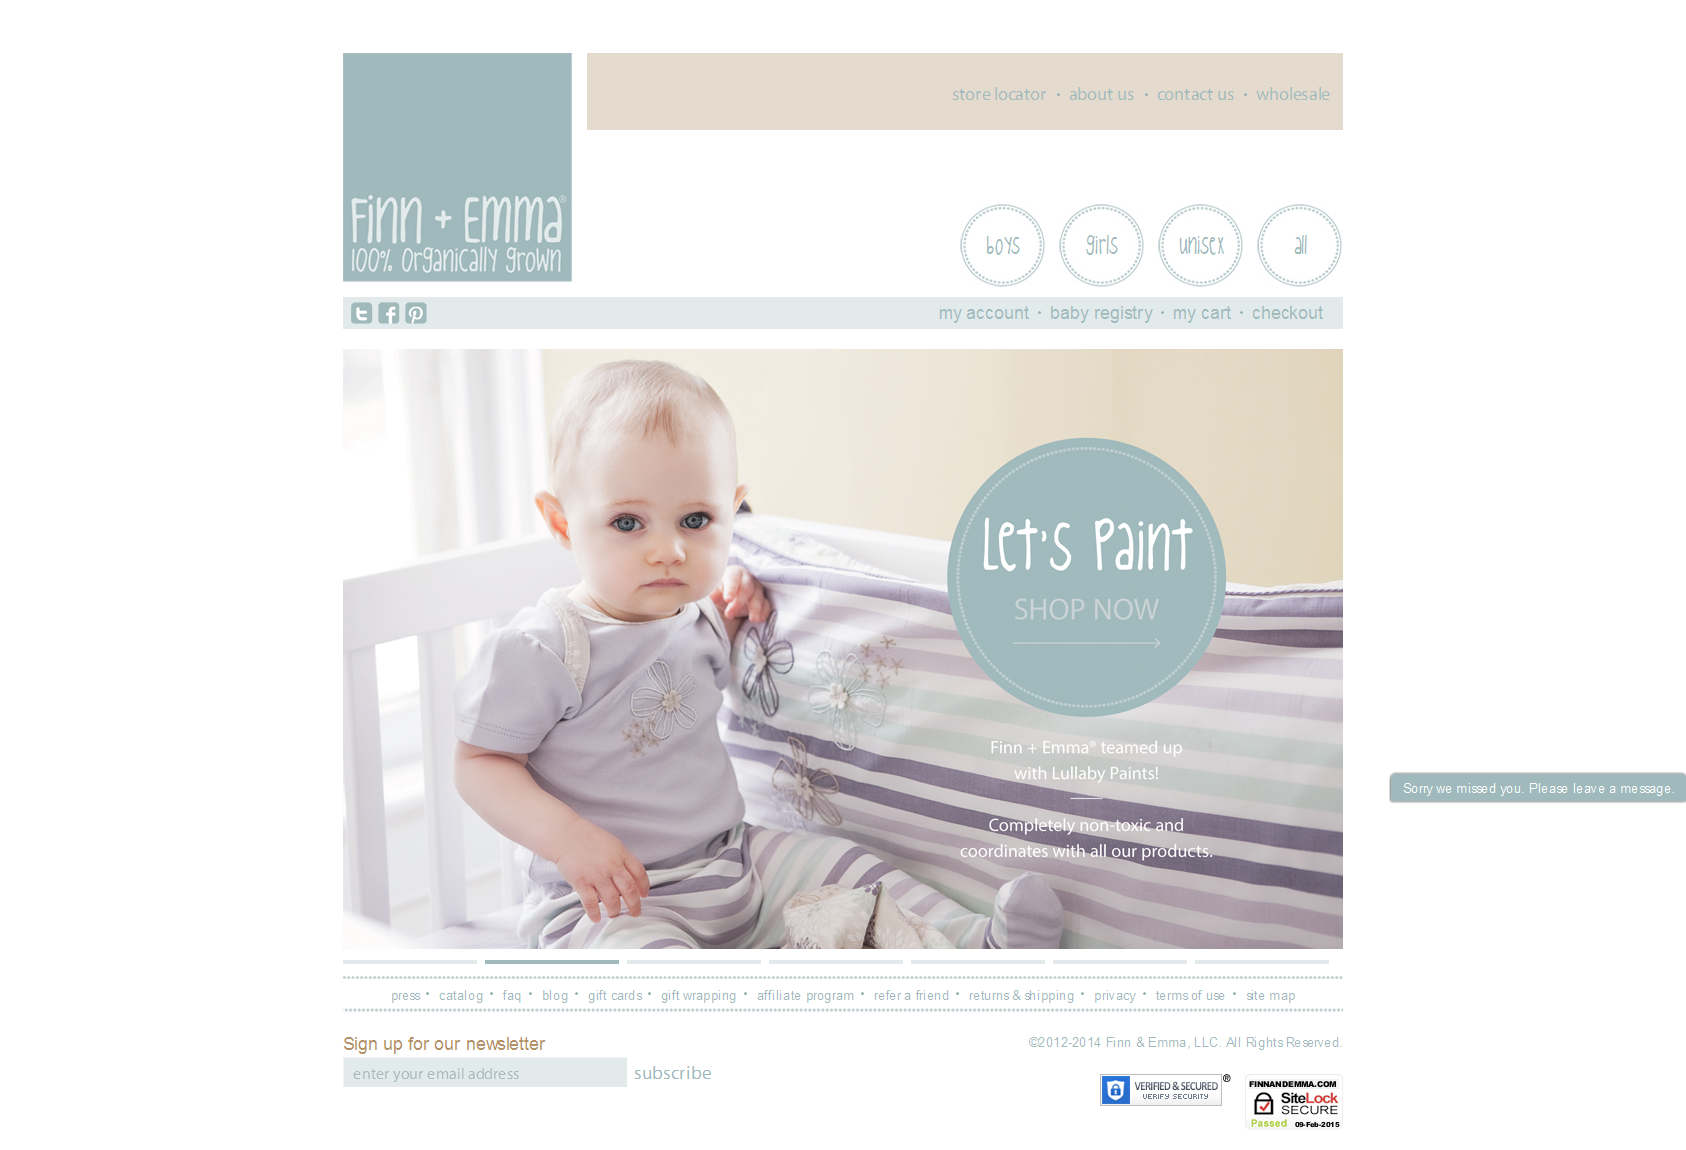 store locator • about us • contact us • wholesale
Finn + Emma®
100% Organically grown
boys
girls
unisex
all
my account • baby registry • my cart • checkout
Let's Paint
SHOP NOW
Finn + Emma® teamed up
with Lullaby Paints!
Completely non-toxic and
coordinates with all our products.
Sorry we missed you. Please leave a message.
press • catalog • faq • blog • gift cards • gift wrapping • affiliate program • refer a friend • returns & shipping • privacy • terms of use • site map
Sign up for our newsletter
©2012-2014 Finn & Emma, LLC. All Rights Reserved.
enter your email address
subscribe
VERIFIED & SECURED ®
VERIFY SECURITY
FINNANDEMMA.COM
SiteLock
SECURE
Passed 09-Feb-2015